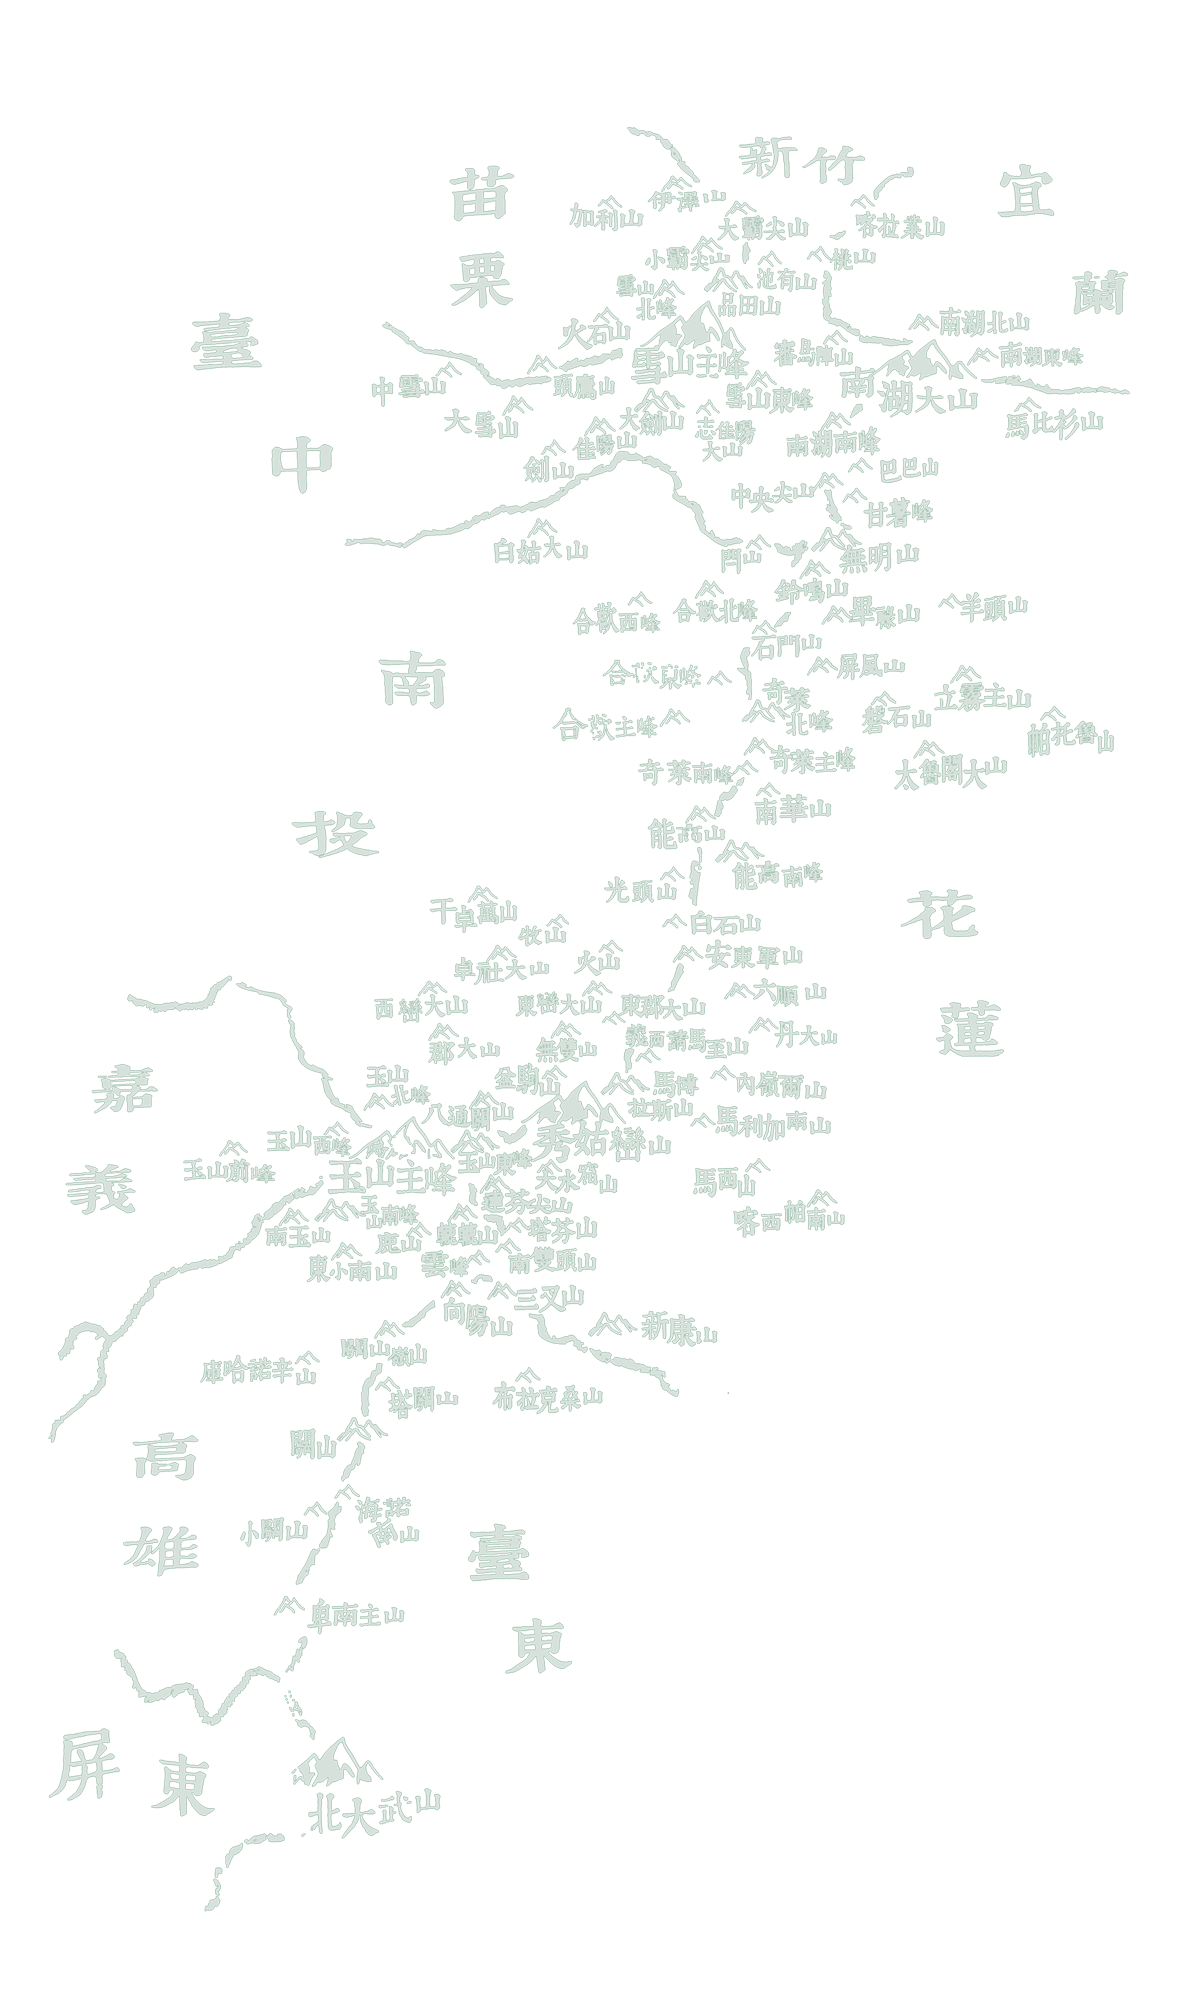 新竹
苗栗
宜蘭
臺中
南投
花蓮
嘉義
高雄
臺東
屏東
加利山
伊澤山
大霸尖山
喀拉業山
小霸尖山
池有山
桃山
雪山北峰
品田山
火石山
雪山主峰
審馬陣山
南湖北山
南湖東峰
南湖大山
中雪山
頭鷹山
雪山東峰
大雪山
大劍山
志佳陽大山
佳陽山
劍山
南湖南峰
馬比杉山
巴巴山
中央尖山
甘薯峰
白姑大山
閂山
無明山
鈴鳴山
合歡西峰
合歡北峰
畢祿山
羊頭山
石門山
合歡東峰
屏風山
奇萊北峰
立霧主山
磐石山
帕托魯山
合歡主峰
奇萊主峰
奇萊南峰
太魯閣大山
南華山
能高山
能高南峰
光頭山
干卓萬山
白石山
牧山
安東軍山
卓社大山
火山
六順山
西巒大山
東巒大山
東郡大山
丹大山
郡大山
無雙山
義西請馬至山
玉山北峰
盆駒山
馬博拉斯山
內嶺爾山
八通關山
馬利加南山
玉山西峰
玉山前峰
玉山主峰
玉山東峰
秀姑巒山
尖水窟山
馬西山
達芬尖山
喀西帕南山
玉山南峰
南玉山
鹿山
轆轆山
塔芬山
東小南山
雲峰
南雙頭山
向陽山
三叉山
新康山
關山嶺山
庫哈諾辛山
塔關山
布拉克桑山
關山
海諾南山
小關山
卑南主山
北大武山